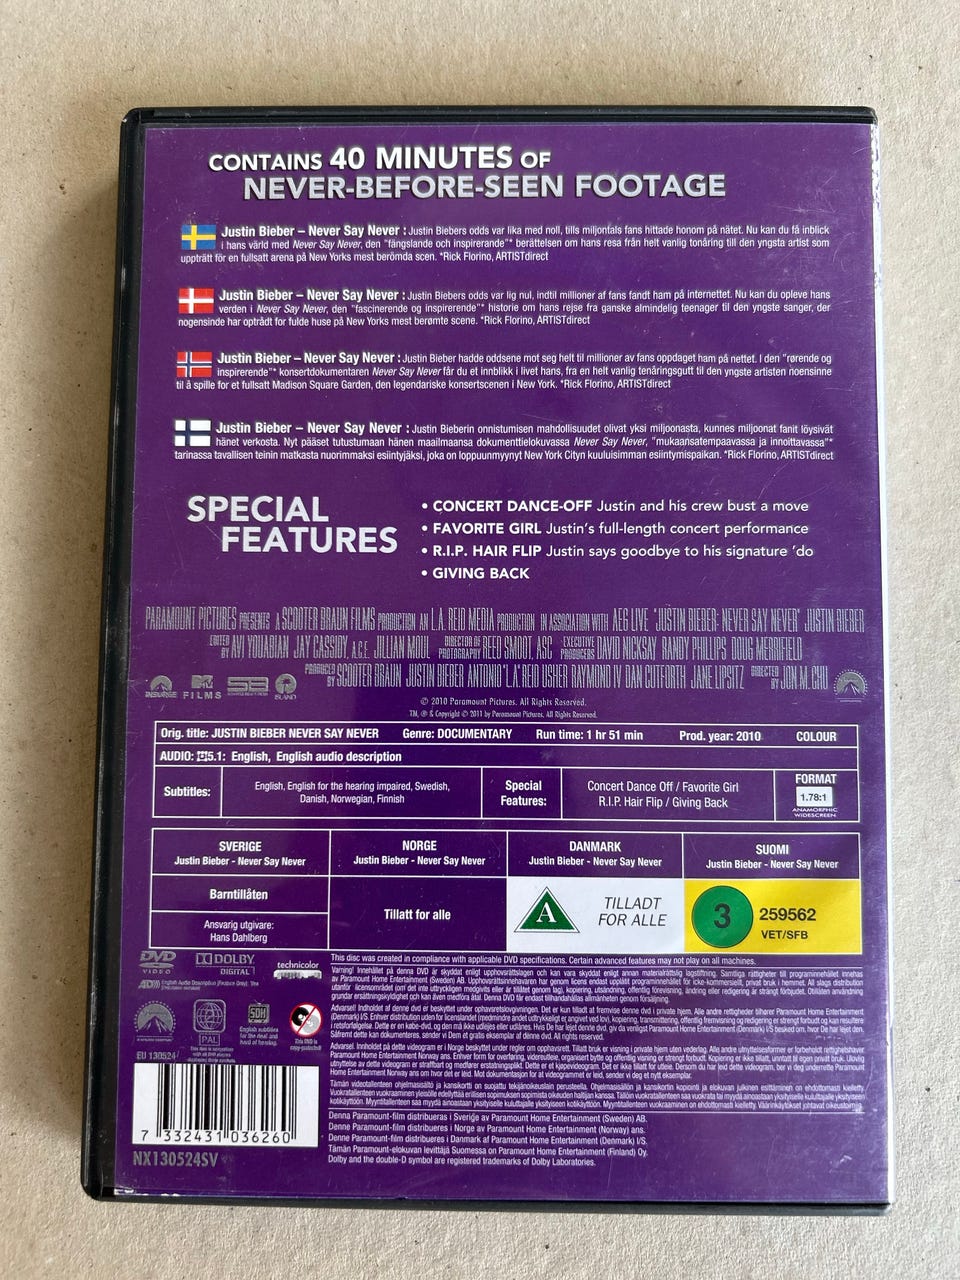 CONTAINS 40 MINUTES OF
NEVER-BEFORE-SEEN FOOTAGE
Justin Bieber – Never Say Never : Justin Biebers odds var lika med noll, tills miljontals fans hittade honom på nätet. Nu kan du få inblick
i hans värld med Never Say Never, den "fängslande och inspirerande"* berättelsen om hans resa från helt vanlig tonåring till den yngsta artist som
uppträtt för en fullsatt arena på New Yorks mest berömda scen. *Rick Florino, ARTISTdirect
Justin Bieber – Never Say Never : Justin Biebers odds var lig nul, indtil millioner af fans fandt ham på internettet. Nu kan du opleve hans
verden i Never Say Never, den "fascinerende og inspirerende"* historie om hans rejse fra ganske almindelig teenager til den yngste sanger, der
nogensinde har optrådt for fulde huse på New Yorks mest berømte scene. *Rick Florino, ARTISTdirect
Justin Bieber – Never Say Never : Justin Bieber hadde oddsene mot seg helt til millioner av fans oppdaget ham på nettet. I den "rørende og
inspirerende"* konsertdokumentaren Never Say Never får du et innblikk i livet hans, fra en helt vanlig tenåringsgutt til den yngste artisten noensinne
til å spille for et fullsatt Madison Square Garden, den legendariske konsertscenen i New York. *Rick Florino, ARTISTdirect
Justin Bieber – Never Say Never : Justin Bieberin onnistumisen mahdollisuudet olivat yksi miljoonasta, kunnes miljoonat fanit löysivät
hänet verkosta. Nyt pääset tutustumaan hänen maailmaansa dokumenttielokuvassa Never Say Never, "mukaansatempaavassa ja innoittavassa"*
tarinassa tavallisen teinin matkasta nuorimmaksi esiintyjäksi, joka on loppuunmyynyt New York Cityn kuuluisimman esiintymispaikan. *Rick Florino, ARTISTdirect
SPECIAL
FEATURES
• CONCERT DANCE-OFF Justin and his crew bust a move
• FAVORITE GIRL Justin's full-length concert performance
• R.I.P. HAIR FLIP Justin says goodbye to his signature 'do
• GIVING BACK
PARAMOUNT PICTURES PRESENTS A SCOOTER BRAUN FILMS PRODUCTION AN L.A. REID MEDIA PRODUCTION IN ASSOCIATION WITH AEG LIVE "JUSTIN BIEBER: NEVER SAY NEVER" JUSTIN BIEBER
EDITED BY AVI YOUABIAN JAY CASSIDY, A.C.E. JILLIAN MOUL DIRECTOR OF PHOTOGRAPHY REED SMOOT, ASC EXECUTIVE PRODUCERS DAVID NICKSAY RANDY PHILLIPS DOUG MERRIFIELD
PRODUCED BY SCOOTER BRAUN JUSTIN BIEBER ANTONIO "L.A." REID USHER RAYMOND IV DAN CUTFORTH JANE LIPSITZ DIRECTED BY JON M. CHU
INSURGE MTV FILMS SB ISLAND
© 2010 Paramount Pictures. All Rights Reserved.
TM, ® & Copyright © 2011 by Paramount Pictures. All Rights Reserved.
Orig. title: JUSTIN BIEBER NEVER SAY NEVER Genre: DOCUMENTARY Run time: 1 hr 51 min Prod. year: 2010 COLOUR
AUDIO: 5.1: English, English audio description
Subtitles:
English, English for the hearing impaired, Swedish,
Danish, Norwegian, Finnish
Special
Features:
Concert Dance Off / Favorite Girl
R.I.P. Hair Flip / Giving Back
FORMAT
1.78:1
ANAMORPHIC
WIDESCREEN
SVERIGE
Justin Bieber - Never Say Never
NORGE
Justin Bieber - Never Say Never
DANMARK
Justin Bieber - Never Say Never
SUOMI
Justin Bieber - Never Say Never
Barntillåten
Ansvarig utgivare:
Hans Dahlberg
Tillatt for alle
A
TILLADT
FOR ALLE
3
259562
VET/SFB
DVD
VIDEO
DOLBY
DIGITAL
technicolor
PAL
SDH
English subtitles
for the deaf and
hard of hearing.
This DVD is
copy-protected
EU 130524
7 332431 036260
NX130524SV
This disc was created in compliance with applicable DVD specifications. Certain advanced features may not play on all machines.
Denna Paramount-film distribueras i Sverige av Paramount Home Entertainment (Sweden) AB.
Denne Paramount-film distribueres i Norge av Paramount Home Entertainment (Norway) ans.
Denne Paramount-film distribueres i Danmark af Paramount Home Entertainment (Denmark) I/S.
Tämän Paramount-elokuvan levittäjä Suomessa on Paramount Home Entertainment (Finland) Oy.
Dolby and the double-D symbol are registered trademarks of Dolby Laboratories.